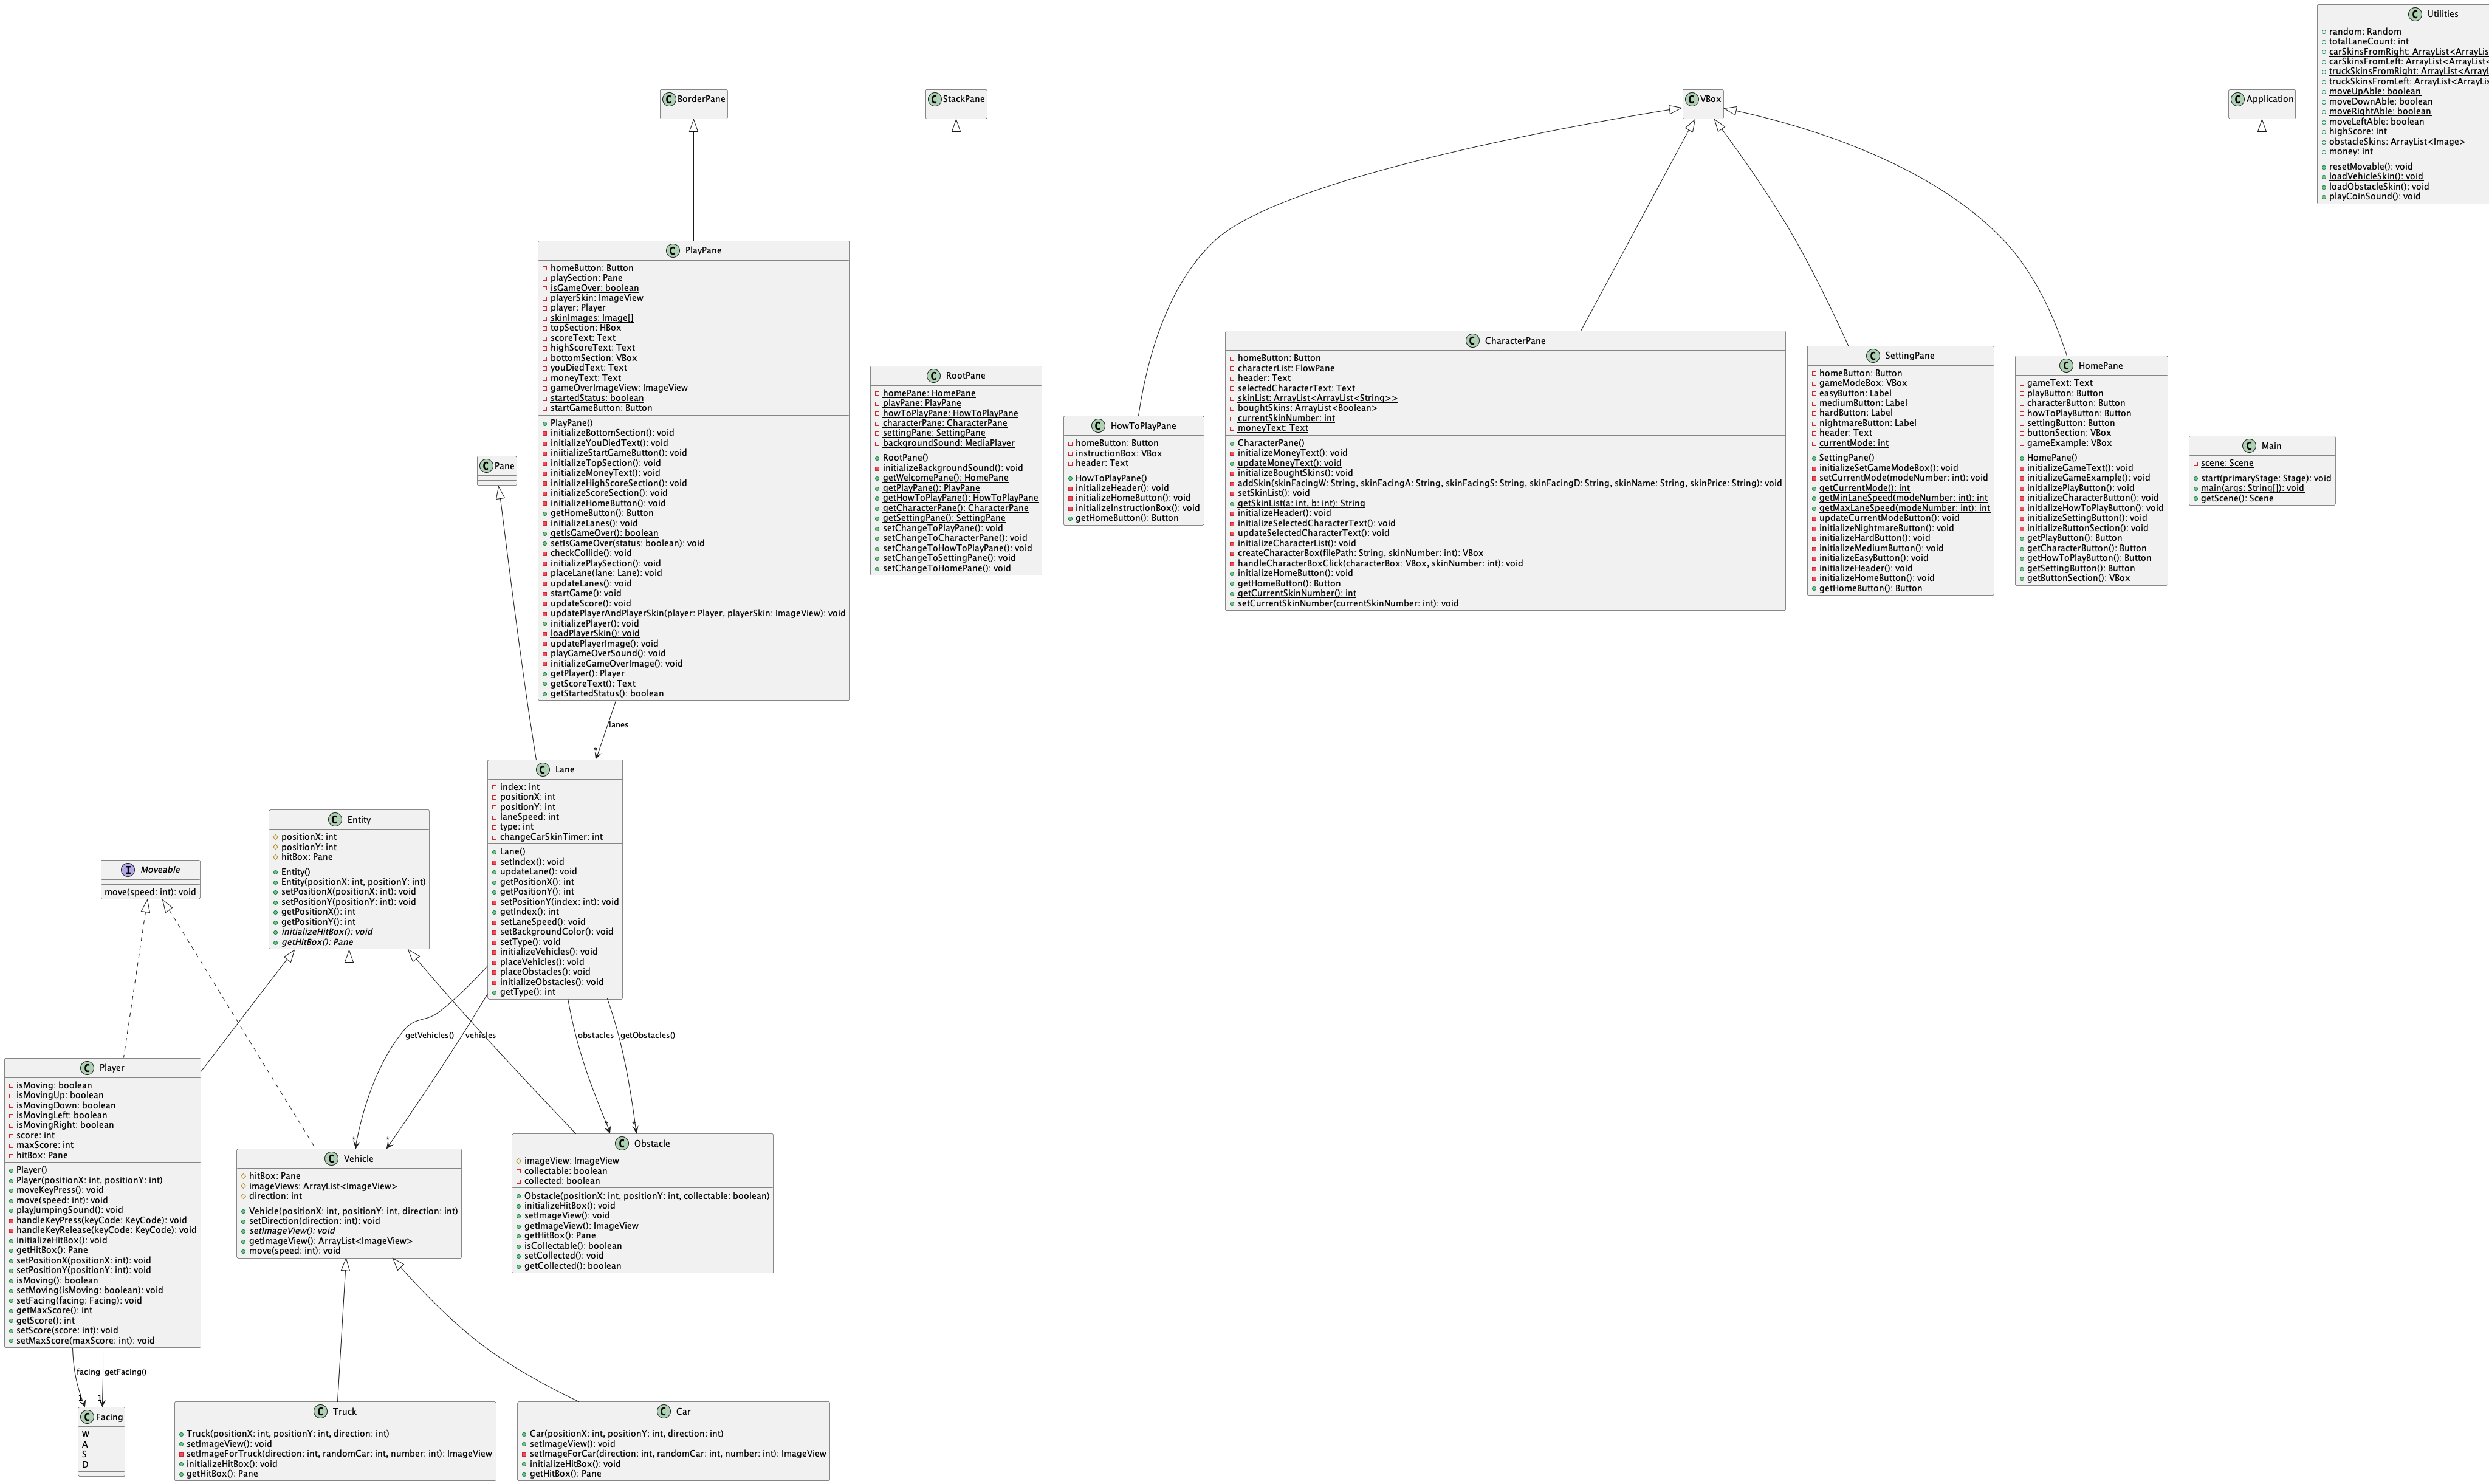 C Utilities
random: Random
totalLaneCount: int
carSkinsFromRight: ArrayList<ArrayLis
carSkinsFromLeft: ArrayList<ArrayList<
truckSkinsFromRight: ArrayList<ArrayL
truckSkinsFromLeft: ArrayList<ArrayLis
moveUpAble: boolean
moveDownAble: boolean
moveRightAble: boolean
moveLeftAble: boolean
highScore: int
obstacleSkins: ArrayList<Image>
money: int
resetMovable(): void
loadVehicleSkin(): void
loadObstacleSkin(): void
playCoinSound(): void
C BorderPane
C StackPane
C VBox
C Application
C PlayPane
homeButton: Button
playSection: Pane
isGameOver: boolean
playerSkin: ImageView
player: Player
skinImages: Image[]
topSection: HBox
scoreText: Text
highScoreText: Text
bottomSection: VBox
youDiedText: Text
moneyText: Text
gameOverImageView: ImageView
startedStatus: boolean
startGameButton: Button
PlayPane()
initializeBottomSection(): void
initializeYouDiedText(): void
iniitializeStartGameButton(): void
initializeTopSection(): void
initializeMoneyText(): void
initializeHighScoreSection(): void
initializeScoreSection(): void
initializeHomeButton(): void
getHomeButton(): Button
initializeLanes(): void
getIsGameOver(): boolean
setIsGameOver(status: boolean): void
checkCollide(): void
initializePlaySection(): void
placeLane(lane: Lane): void
updateLanes(): void
startGame(): void
updateScore(): void
updatePlayerAndPlayerSkin(player: Player, playerSkin: ImageView): void
initializePlayer(): void
loadPlayerSkin(): void
updatePlayerImage(): void
playGameOverSound(): void
initializeGameOverImage(): void
getPlayer(): Player
getScoreText(): Text
getStartedStatus(): boolean
C RootPane
homePane: HomePane
playPane: PlayPane
howToPlayPane: HowToPlayPane
characterPane: CharacterPane
settingPane: SettingPane
backgroundSound: MediaPlayer
RootPane()
initializeBackgroundSound(): void
getWelcomePane(): HomePane
getPlayPane(): PlayPane
getHowToPlayPane(): HowToPlayPane
getCharacterPane(): CharacterPane
getSettingPane(): SettingPane
setChangeToPlayPane(): void
setChangeToCharacterPane(): void
setChangeToHowToPlayPane(): void
setChangeToSettingPane(): void
setChangeToHomePane(): void
C HowToPlayPane
homeButton: Button
instructionBox: VBox
header: Text
HowToPlayPane()
initializeHeader(): void
initializeHomeButton(): void
initializeInstructionBox(): void
getHomeButton(): Button
C CharacterPane
homeButton: Button
characterList: FlowPane
header: Text
selectedCharacterText: Text
skinList: ArrayList<ArrayList<String>>
boughtSkins: ArrayList<Boolean>
currentSkinNumber: int
moneyText: Text
CharacterPane()
initializeMoneyText(): void
updateMoneyText(): void
initializeBoughtSkins(): void
addSkin(skinFacingW: String, skinFacingA: String, skinFacingS: String, skinFacingD: String, skinName: String, skinPrice: String): void
setSkinList(): void
getSkinList(a: int, b: int): String
initializeHeader(): void
initializeSelectedCharacterText(): void
updateSelectedCharacterText(): void
initializeCharacterList(): void
createCharacterBox(filePath: String, skinNumber: int): VBox
handleCharacterBoxClick(characterBox: VBox, skinNumber: int): void
initializeHomeButton(): void
getHomeButton(): Button
getCurrentSkinNumber(): int
setCurrentSkinNumber(currentSkinNumber: int): void
C SettingPane
homeButton: Button
gameModeBox: VBox
easyButton: Label
mediumButton: Label
hardButton: Label
nightmareButton: Label
header: Text
currentMode: int
SettingPane()
initializeSetGameModeBox(): void
setCurrentMode(modeNumber: int): void
getCurrentMode(): int
getMinLaneSpeed(modeNumber: int): int
getMaxLaneSpeed(modeNumber: int): int
updateCurrentModeButton(): void
initializeNightmareButton(): void
initializeHardButton(): void
initializeMediumButton(): void
initializeEasyButton(): void
initializeHeader(): void
initializeHomeButton(): void
getHomeButton(): Button
C HomePane
gameText: Text
playButton: Button
characterButton: Button
howToPlayButton: Button
settingButton: Button
buttonSection: VBox
gameExample: VBox
HomePane()
initializeGameText(): void
initializeGameExample(): void
initializePlayButton(): void
initializeCharacterButton(): void
initializeHowToPlayButton(): void
initializeSettingButton(): void
initializeButtonSection(): void
getPlayButton(): Button
getCharacterButton(): Button
getHowToPlayButton(): Button
getSettingButton(): Button
getButtonSection(): VBox
C Main
scene: Scene
start(primaryStage: Stage): void
main(args: String[]): void
getScene(): Scene
C Pane
lanes
*
C Lane
index: int
positionX: int
positionY: int
laneSpeed: int
type: int
changeCarSkinTimer: int
Lane()
setIndex(): void
updateLane(): void
getPositionX(): int
getPositionY(): int
setPositionY(index: int): void
getIndex(): int
setLaneSpeed(): void
setBackgroundColor(): void
setType(): void
initializeVehicles(): void
placeVehicles(): void
placeObstacles(): void
initializeObstacles(): void
getType(): int
C Entity
positionX: int
positionY: int
hitBox: Pane
Entity()
Entity(positionX: int, positionY: int)
setPositionX(positionX: int): void
setPositionY(positionY: int): void
getPositionX(): int
getPositionY(): int
initializeHitBox(): void
getHitBox(): Pane
I Moveable
move(speed: int): void
getVehicles()
vehicles
obstacles
getObstacles()
*
*
*
*
C Player
isMoving: boolean
isMovingUp: boolean
isMovingDown: boolean
isMovingLeft: boolean
isMovingRight: boolean
score: int
maxScore: int
hitBox: Pane
Player()
Player(positionX: int, positionY: int)
moveKeyPress(): void
move(speed: int): void
playJumpingSound(): void
handleKeyPress(keyCode: KeyCode): void
handleKeyRelease(keyCode: KeyCode): void
initializeHitBox(): void
getHitBox(): Pane
setPositionX(positionX: int): void
setPositionY(positionY: int): void
isMoving(): boolean
setMoving(isMoving: boolean): void
setFacing(facing: Facing): void
getMaxScore(): int
getScore(): int
setScore(score: int): void
setMaxScore(maxScore: int): void
C Vehicle
hitBox: Pane
imageViews: ArrayList<ImageView>
direction: int
Vehicle(positionX: int, positionY: int, direction: int)
setDirection(direction: int): void
setImageView(): void
getImageView(): ArrayList<ImageView>
move(speed: int): void
C Obstacle
imageView: ImageView
collectable: boolean
collected: boolean
Obstacle(positionX: int, positionY: int, collectable: boolean)
initializeHitBox(): void
setImageView(): void
getImageView(): ImageView
getHitBox(): Pane
isCollectable(): boolean
setCollected(): void
getCollected(): boolean
facing
getFacing()
1
1
C Facing
W
A
S
D
C Truck
Truck(positionX: int, positionY: int, direction: int)
setImageView(): void
setImageForTruck(direction: int, randomCar: int, number: int): ImageView
initializeHitBox(): void
getHitBox(): Pane
C Car
Car(positionX: int, positionY: int, direction: int)
setImageView(): void
setImageForCar(direction: int, randomCar: int, number: int): ImageView
initializeHitBox(): void
getHitBox(): Pane